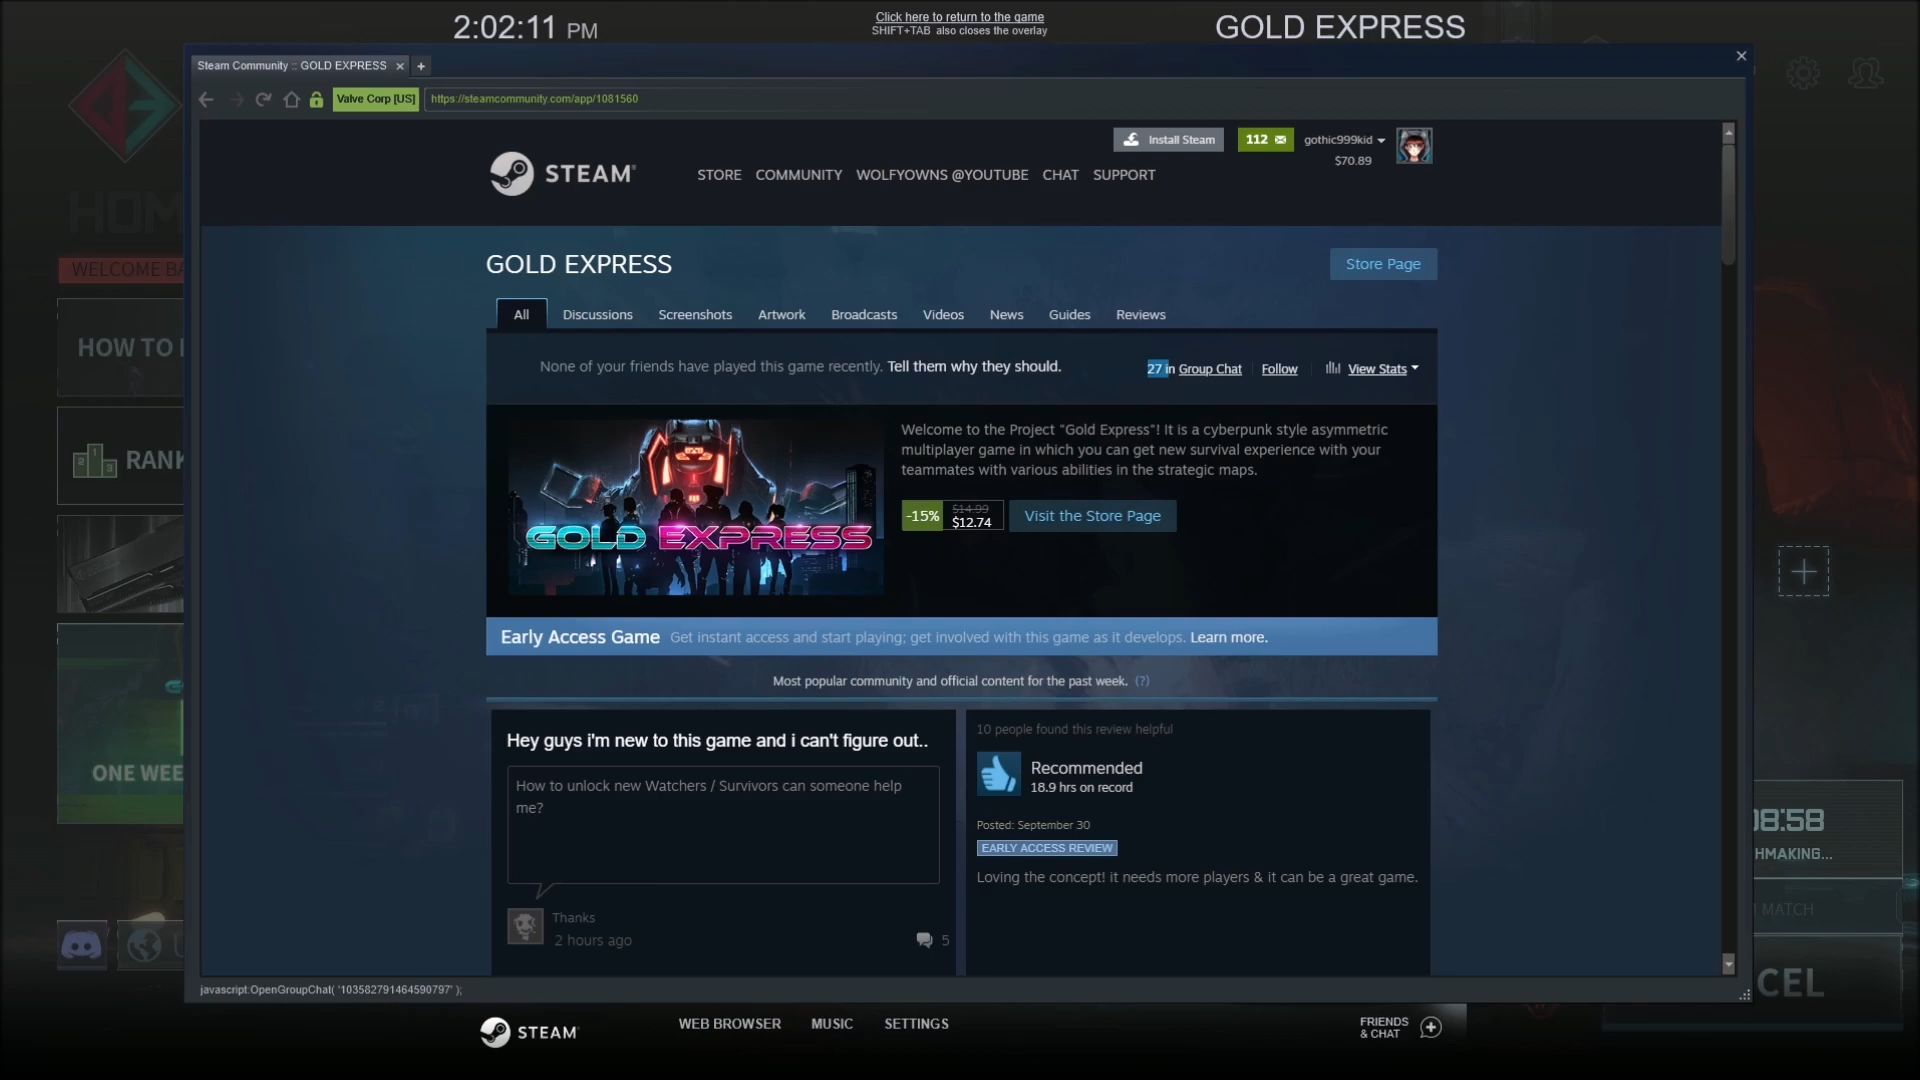 2:02:11 PM
Click here to return to the game
SHIFT+TAB also closes the overlay
GOLD EXPRESS
Steam Community :: GOLD EXPRESS
Valve Corp [US]
https://steamcommunity.com/app/1081560
Install Steam
112
gothic999kid
$70.89
STEAM
STORE
COMMUNITY
WOLFYOWNS @YOUTUBE
CHAT
SUPPORT
HOM
WELCOME BA
HOW TO
RANK
ONE WEE
GOLD EXPRESS
Store Page
All
Discussions
Screenshots
Artwork
Broadcasts
Videos
News
Guides
Reviews
None of your friends have played this game recently. Tell them why they should.
27 in Group Chat
Follow
View Stats
GOLD EXPRESS
Welcome to the Project "Gold Express"! It is a cyberpunk style asymmetric
multiplayer game in which you can get new survival experience with your
teammates with various abilities in the strategic maps.
-15%
$14.99
$12.74
Visit the Store Page
Early Access Game
Get instant access and start playing; get involved with this game as it develops. Learn more.
Most popular community and official content for the past week. (?)
Hey guys i'm new to this game and i can't figure out..
How to unlock new Watchers / Survivors can someone help
me?
Thanks
2 hours ago
5
10 people found this review helpful
Recommended
18.9 hrs on record
Posted: September 30
EARLY ACCESS REVIEW
Loving the concept! it needs more players & it can be a great game.
8:58
HMAKING...
MATCH
CEL
javascript:OpenGroupChat( '103582791464590797' );
STEAM
WEB BROWSER
MUSIC
SETTINGS
FRIENDS
& CHAT